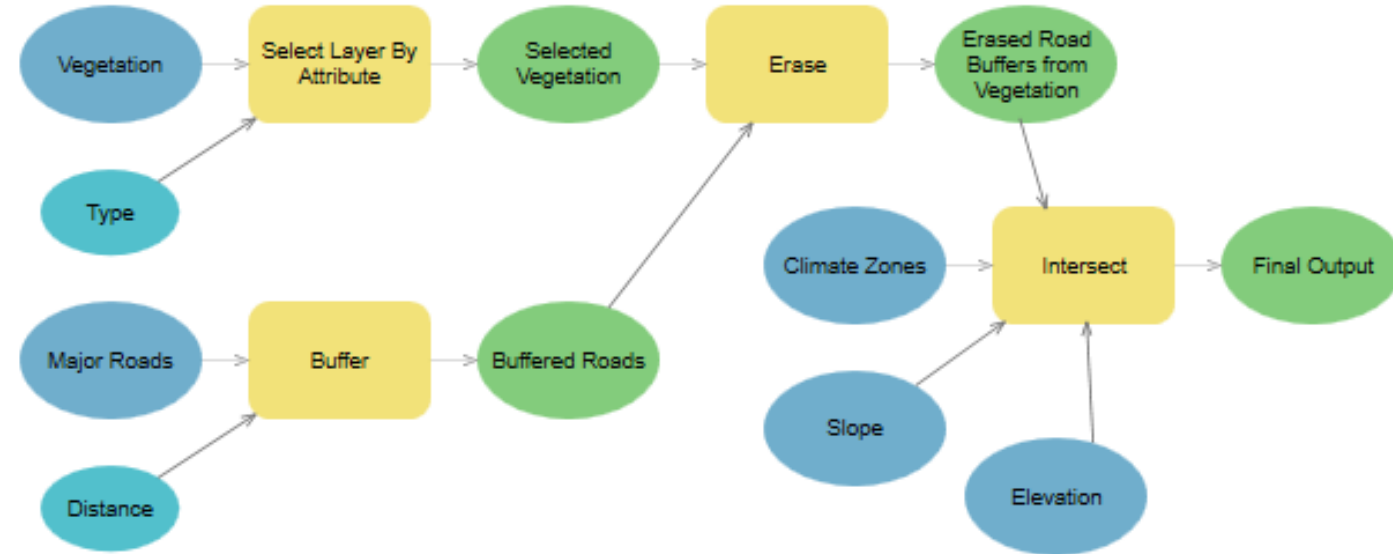 Vegetation
Select Layer By
Attribute
Selected
Vegetation
Erase
Erased Road
Buffers from
Vegetation
Type
Climate Zones
Intersect
Final Output
Major Roads
Buffer
Buffered Roads
Slope
Elevation
Distance